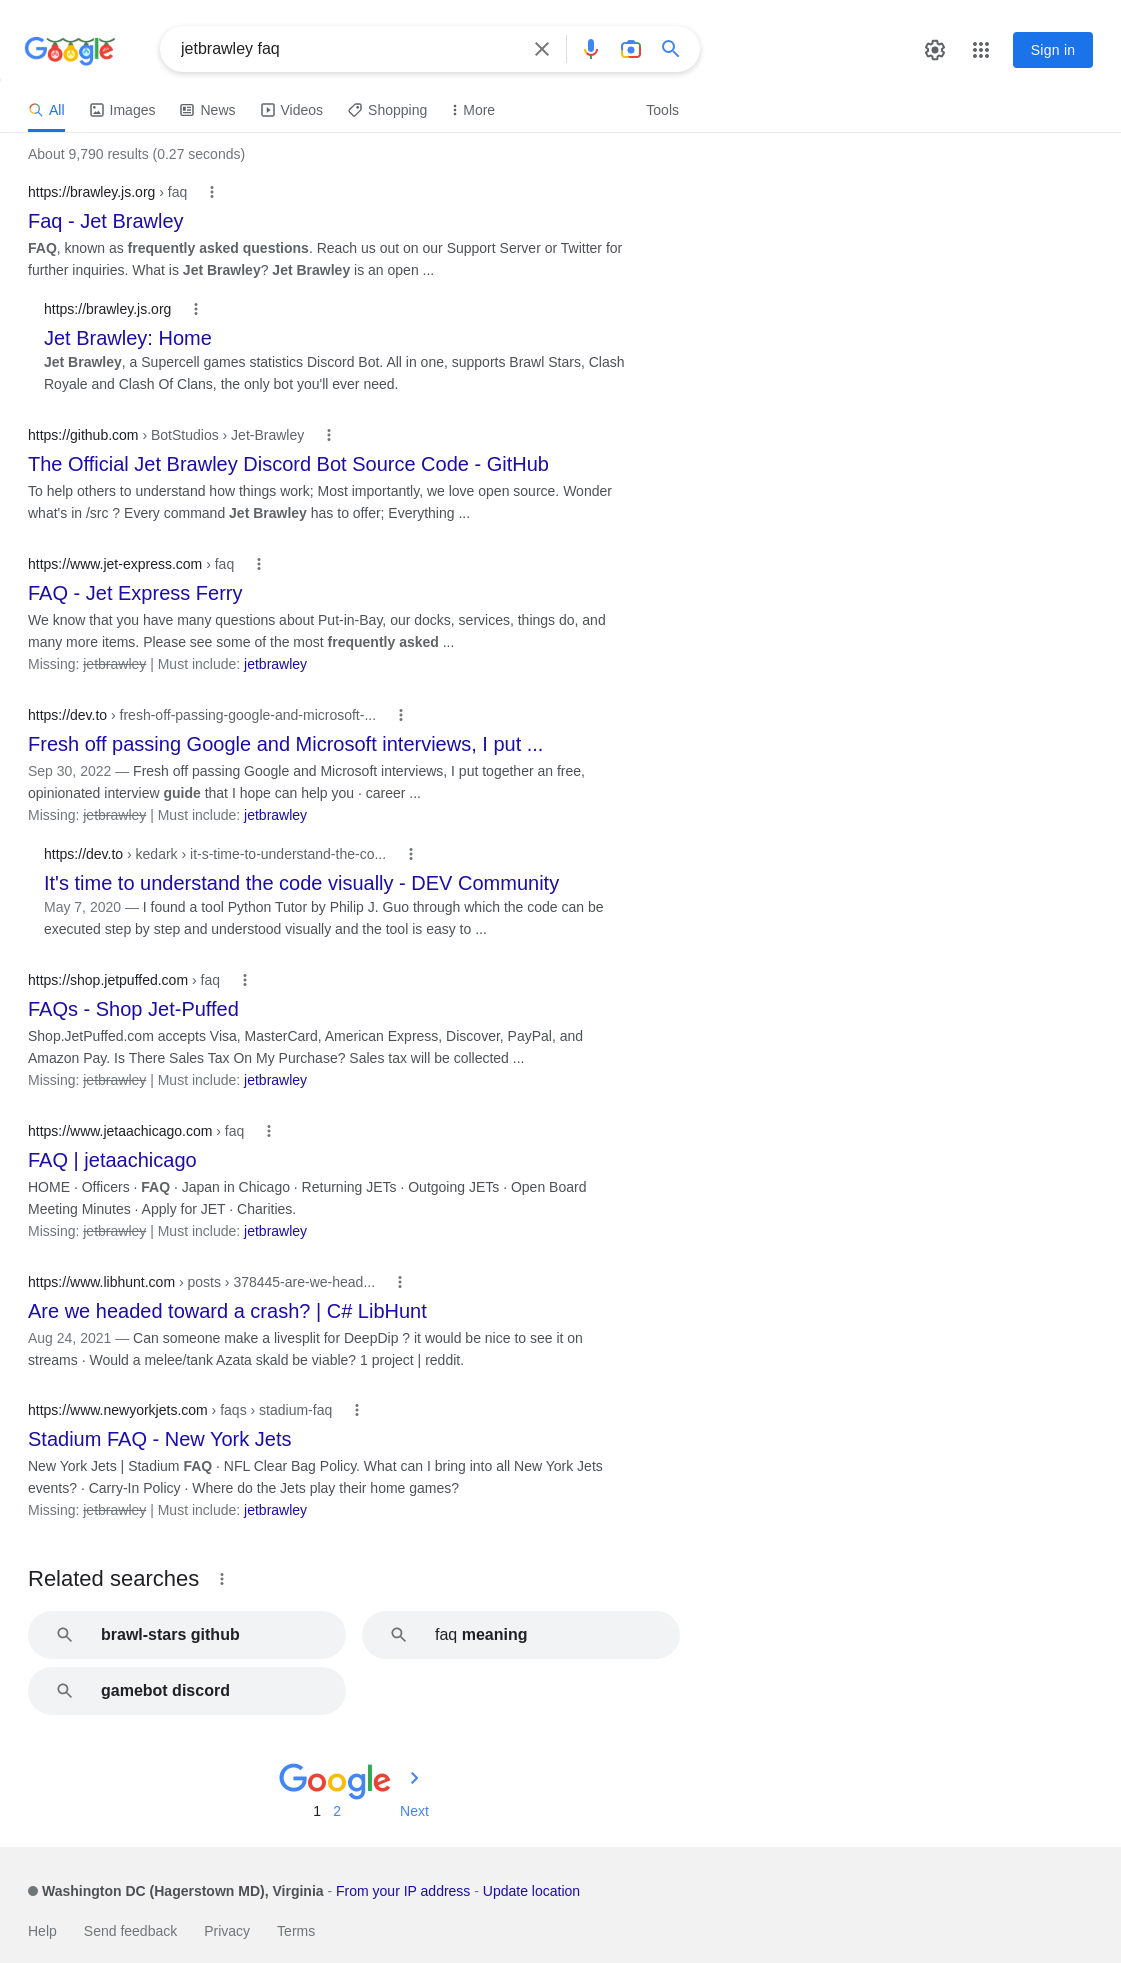 Google
jetbrawley faq
Sign in
All
Images
News
Videos
Shopping
More
Tools
About 9,790 results (0.27 seconds)
https://brawley.js.org › faq
Faq - Jet Brawley
FAQ, known as frequently asked questions. Reach us out on our Support Server or Twitter for
further inquiries. What is Jet Brawley? Jet Brawley is an open ...
https://brawley.js.org
Jet Brawley: Home
Jet Brawley, a Supercell games statistics Discord Bot. All in one, supports Brawl Stars, Clash
Royale and Clash Of Clans, the only bot you'll ever need.
https://github.com › BotStudios › Jet-Brawley
The Official Jet Brawley Discord Bot Source Code - GitHub
To help others to understand how things work; Most importantly, we love open source. Wonder
what's in /src ? Every command Jet Brawley has to offer; Everything ...
https://www.jet-express.com › faq
FAQ - Jet Express Ferry
We know that you have many questions about Put-in-Bay, our docks, services, things do, and
many more items. Please see some of the most frequently asked ...
Missing: jetbrawley | Must include: jetbrawley
https://dev.to › fresh-off-passing-google-and-microsoft-...
Fresh off passing Google and Microsoft interviews, I put ...
Sep 30, 2022 — Fresh off passing Google and Microsoft interviews, I put together an free,
opinionated interview guide that I hope can help you · career ...
Missing: jetbrawley | Must include: jetbrawley
https://dev.to › kedark › it-s-time-to-understand-the-co...
It's time to understand the code visually - DEV Community
May 7, 2020 — I found a tool Python Tutor by Philip J. Guo through which the code can be
executed step by step and understood visually and the tool is easy to ...
https://shop.jetpuffed.com › faq
FAQs - Shop Jet-Puffed
Shop.JetPuffed.com accepts Visa, MasterCard, American Express, Discover, PayPal, and
Amazon Pay. Is There Sales Tax On My Purchase? Sales tax will be collected ...
Missing: jetbrawley | Must include: jetbrawley
https://www.jetaachicago.com › faq
FAQ | jetaachicago
HOME · Officers · FAQ · Japan in Chicago · Returning JETs · Outgoing JETs · Open Board
Meeting Minutes · Apply for JET · Charities.
Missing: jetbrawley | Must include: jetbrawley
https://www.libhunt.com › posts › 378445-are-we-head...
Are we headed toward a crash? | C# LibHunt
Aug 24, 2021 — Can someone make a livesplit for DeepDip ? it would be nice to see it on
streams · Would a melee/tank Azata skald be viable? 1 project | reddit.
https://www.newyorkjets.com › faqs › stadium-faq
Stadium FAQ - New York Jets
New York Jets | Stadium FAQ · NFL Clear Bag Policy. What can I bring into all New York Jets
events? · Carry-In Policy · Where do the Jets play their home games?
Missing: jetbrawley | Must include: jetbrawley
Related searches
brawl-stars github
faq meaning
gamebot discord
Google
1 2 Next
Washington DC (Hagerstown MD), Virginia - From your IP address - Update location
Help Send feedback Privacy Terms